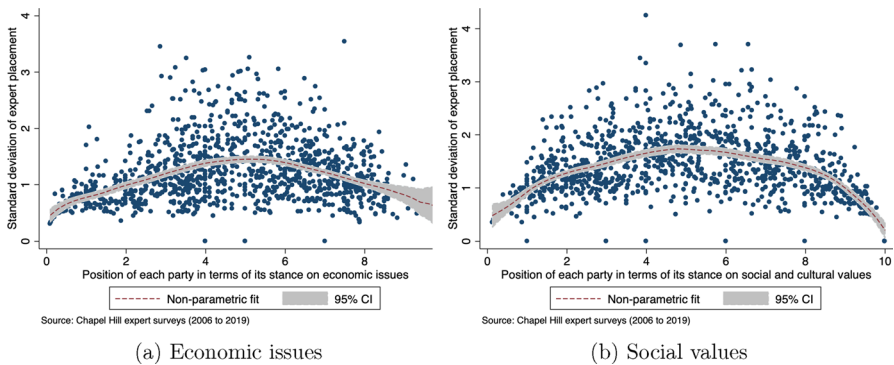 4
3
2
1
0
Standard deviation of expert placement
0 2 4 6 8
Position of each party in terms of its stance on economic issues
Non-parametric fit 95% CI
Source: Chapel Hill expert surveys (2006 to 2019)
(a) Economic issues
4
3
2
1
0
Standard deviation of expert placement
0 2 4 6 8 10
Position of each party in terms of its stance on social and cultural values
Non-parametric fit 95% CI
Source: Chapel Hill expert surveys (2006 to 2019)
(b) Social values